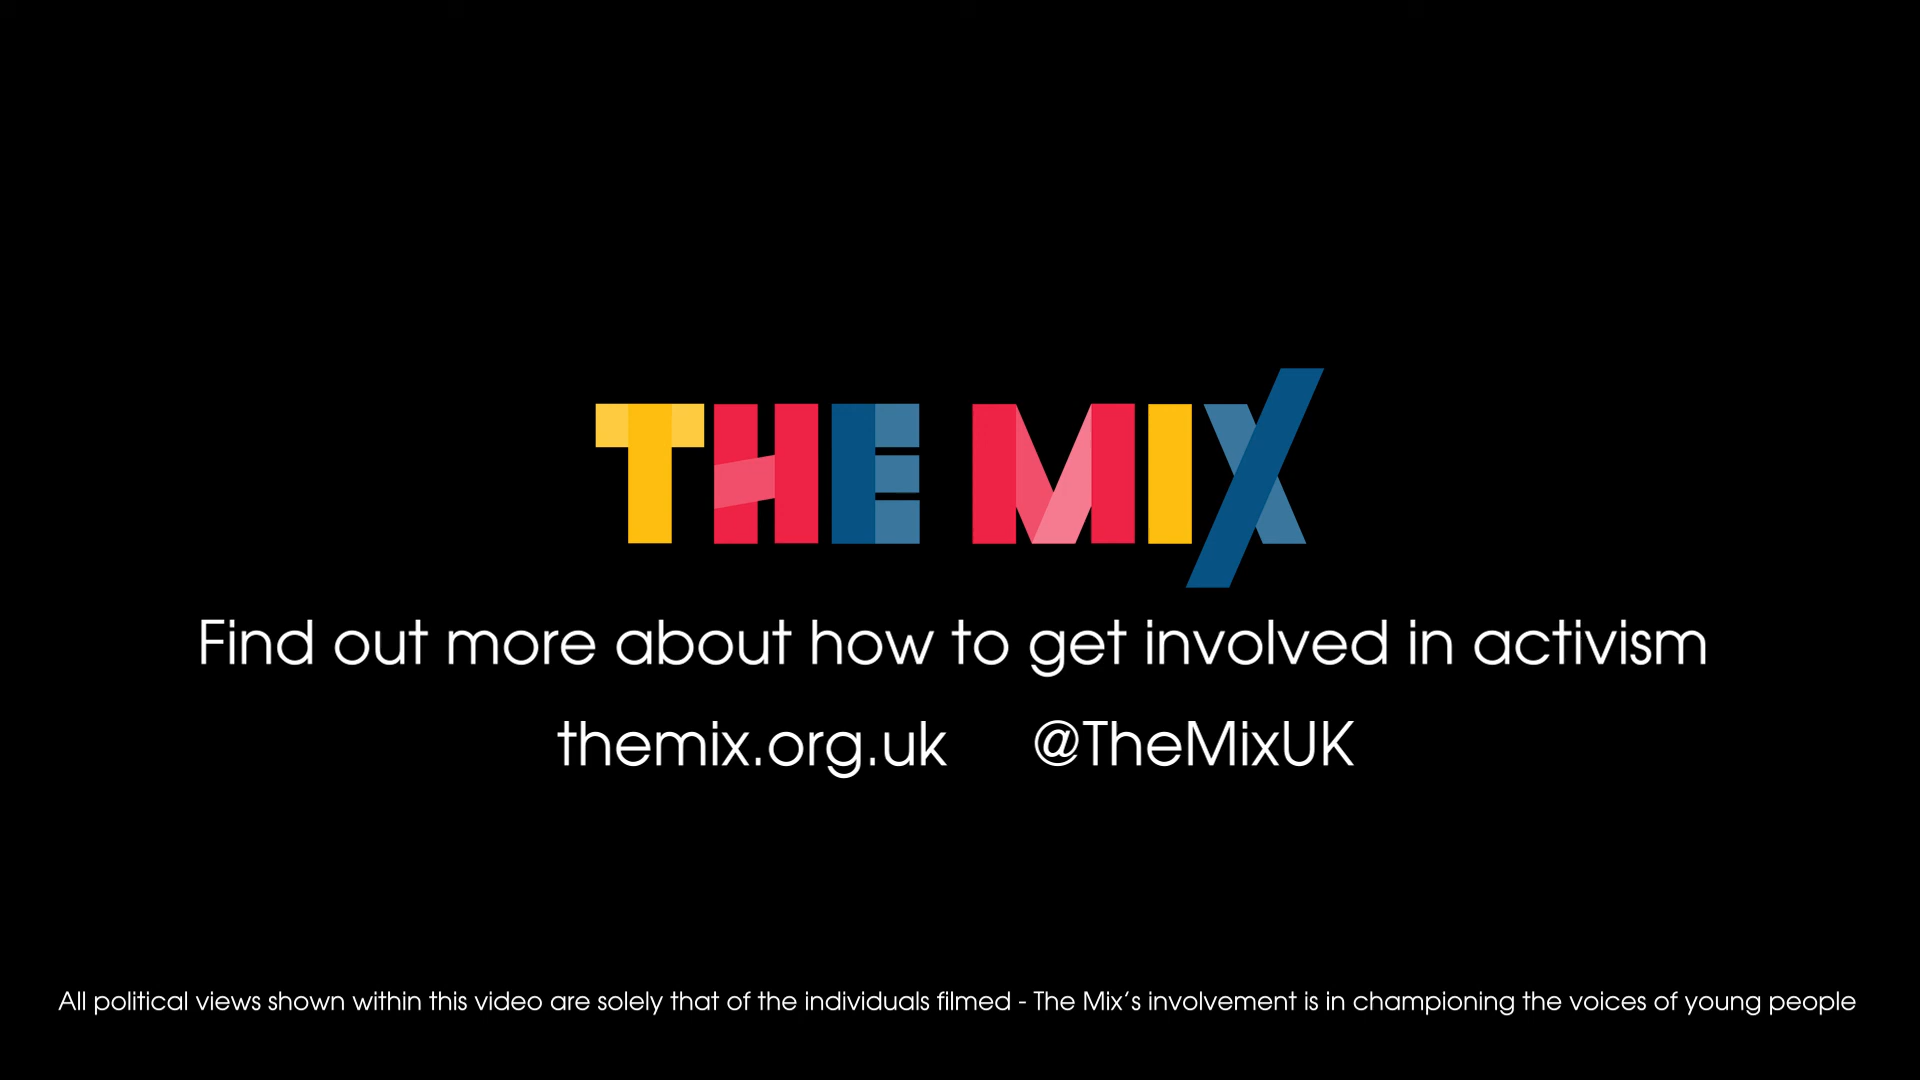 THE MIX
Find out more about how to get involved in activism
themix.org.uk @TheMixUK
All political views shown within this video are solely that of the individuals filmed - The Mix’s involvement is in championing the voices of young people